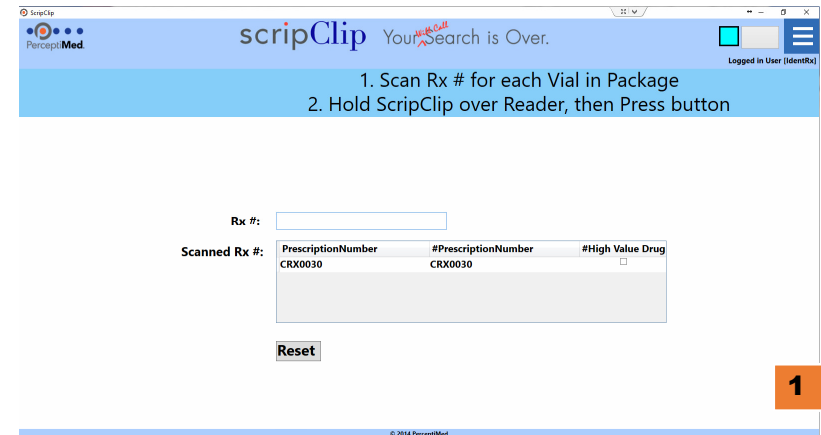 ScripClip
PerceptiMed.
scripClip Your With Call Search is Over.
Logged in User [IdentRx]
1. Scan Rx # for each Vial in Package
2. Hold ScripClip over Reader, then Press button
Rx #:
Scanned Rx #:
PrescriptionNumber #PrescriptionNumber #High Value Drug
CRX0030 CRX0030
Reset
1
© 2014 PerceptiMed